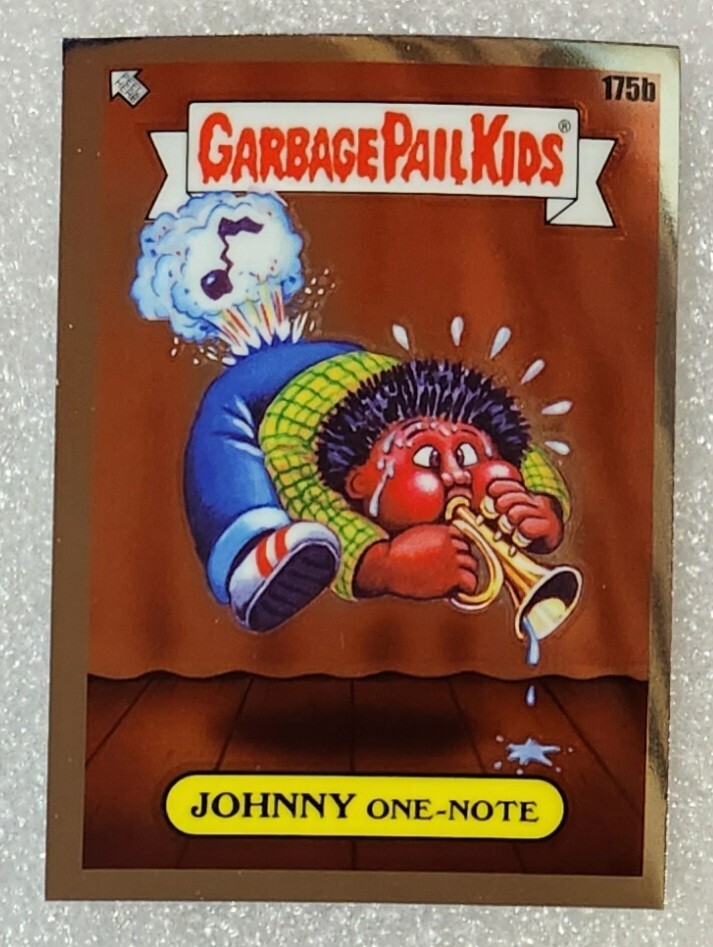 175b
GARBAGE PAIL KIDS®
JOHNNY ONE-NOTE